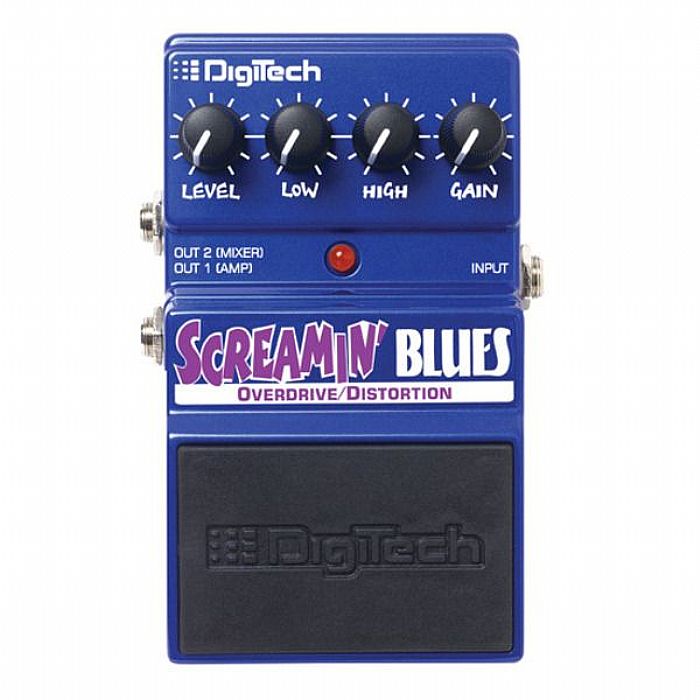 DigiTech
LEVEL LOW HIGH GAIN
OUT 2 (MIXER)
OUT 1 (AMP)
INPUT
SCREAMIN' BLUES
OVERDRIVE/DISTORTION
DigiTech